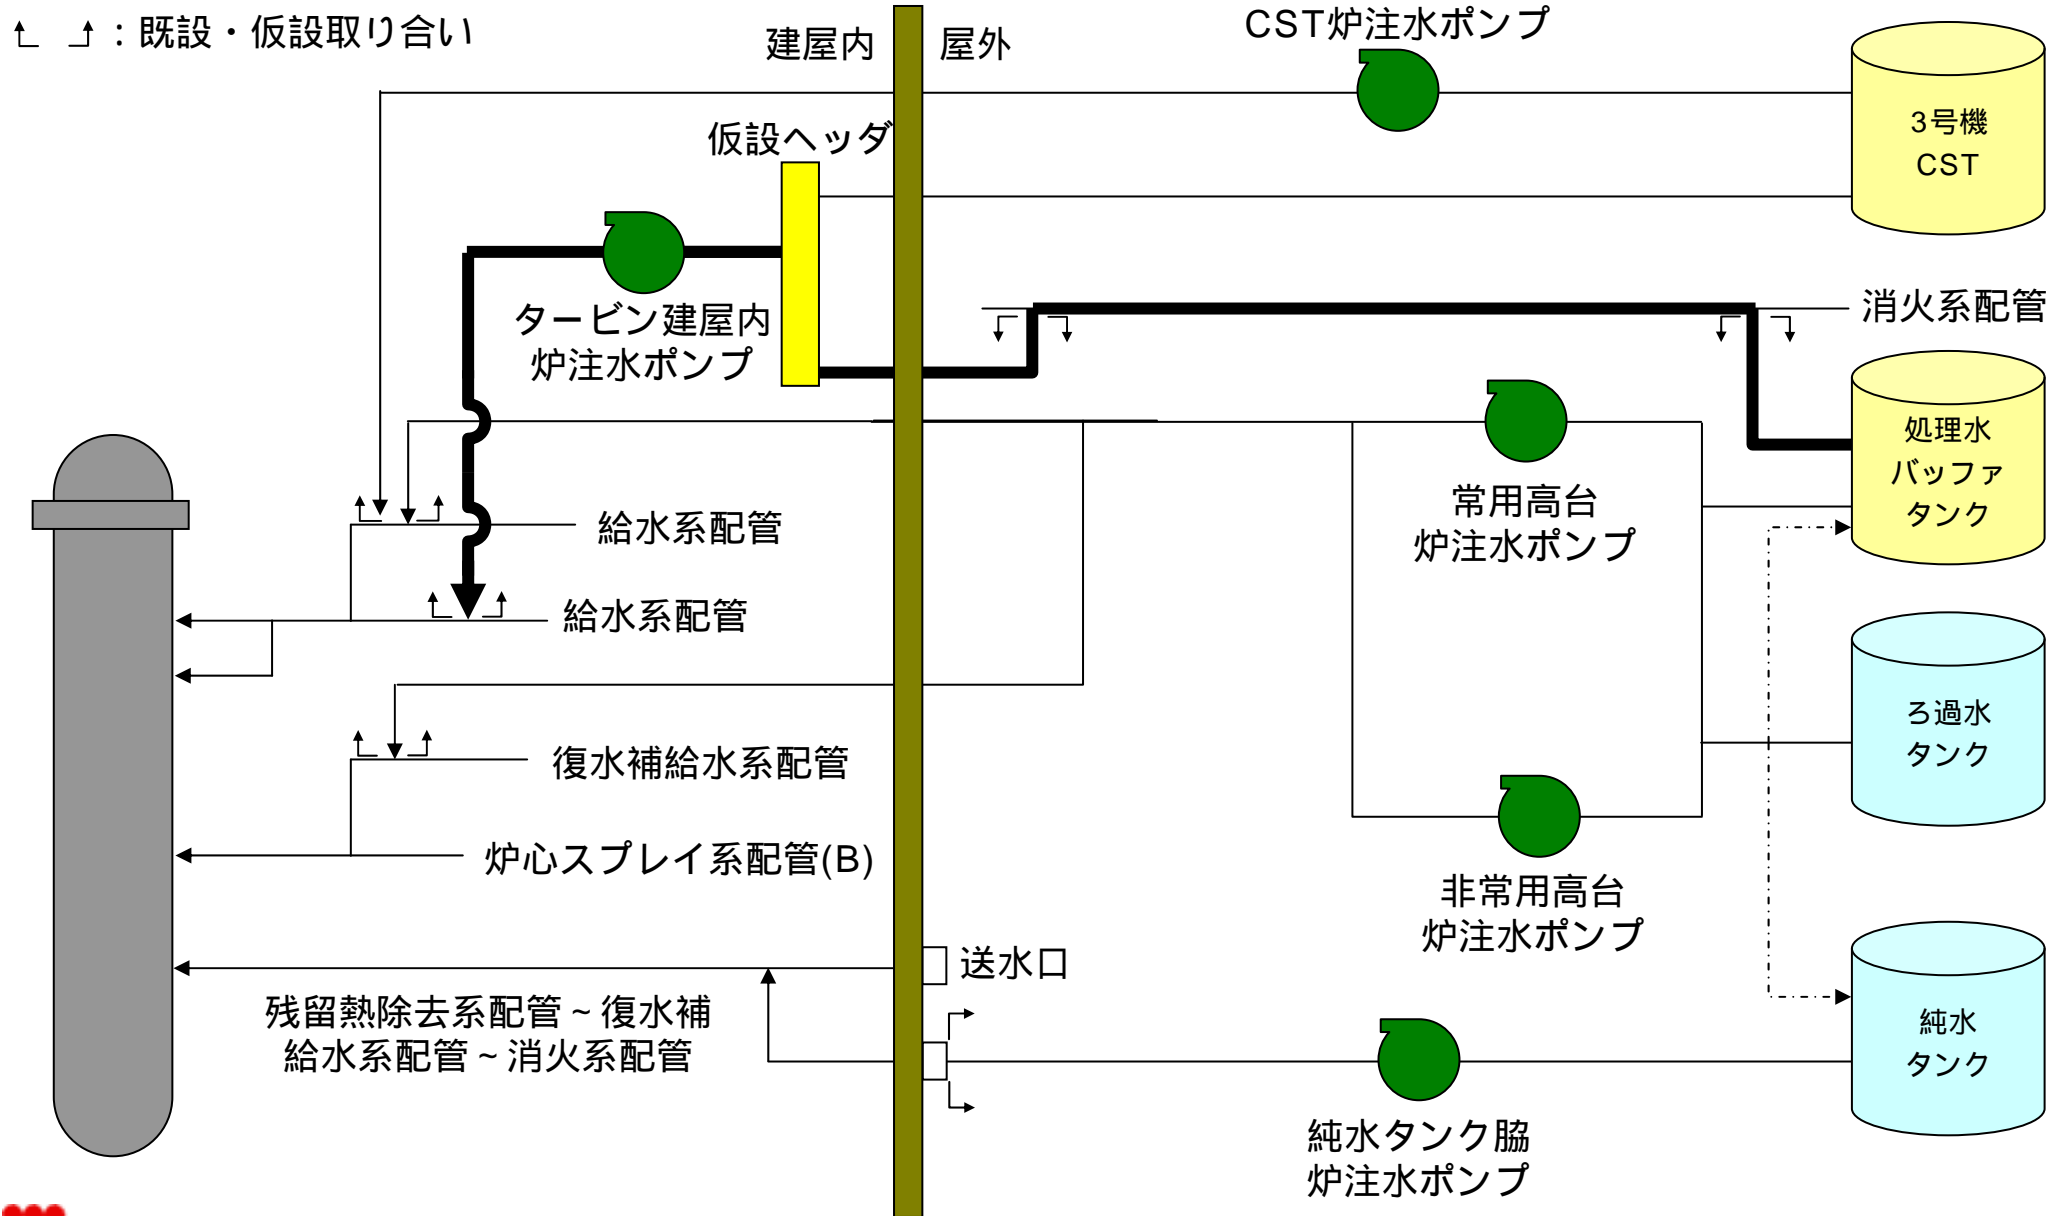 ：既設・仮設取り合い
建屋内
屋外
CST炉注水ポンプ
3号機
CST
仮設ヘッダ
タービン建屋内
炉注水ポンプ
消火系配管
処理水
バッファ
タンク
常用高台
炉注水ポンプ
給水系配管
給水系配管
ろ過水
タンク
復水補給水系配管
炉心スプレイ系配管(B)
非常用高台
炉注水ポンプ
送水口
残留熱除去系配管～復水補
給水系配管～消火系配管
純水
タンク
純水タンク脇
炉注水ポンプ